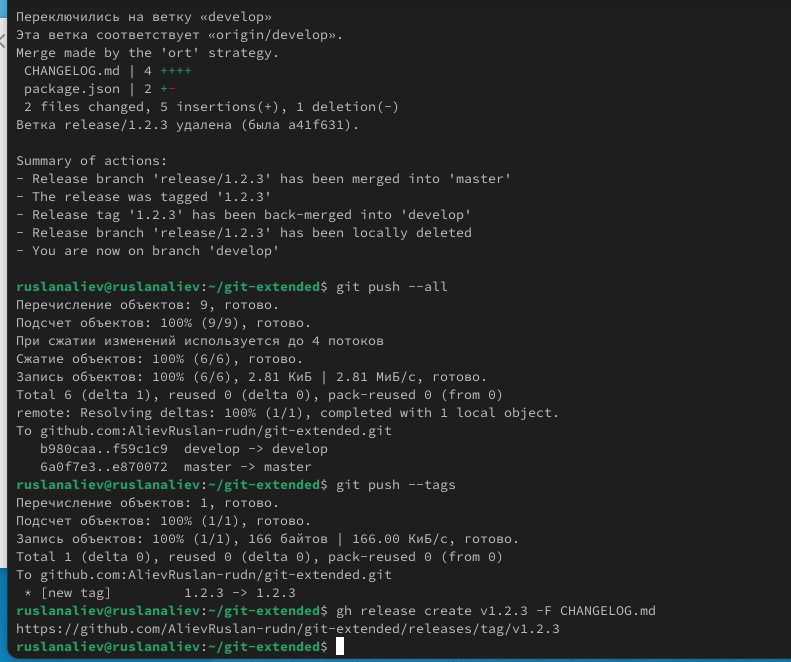 Переключились на ветку «develop»
Эта ветка соответствует «origin/develop».
Merge made by the 'ort' strategy.
 CHANGELOG.md | 4 ++++
 package.json | 2 +-
 2 files changed, 5 insertions(+), 1 deletion(-)
Ветка release/1.2.3 удалена (была a41f631).

Summary of actions:
- Release branch 'release/1.2.3' has been merged into 'master'
- The release was tagged '1.2.3'
- Release tag '1.2.3' has been back-merged into 'develop'
- Release branch 'release/1.2.3' has been locally deleted
- You are now on branch 'develop'

ruslanaliev@ruslanaliev:~/git-extended$ git push --all
Перечисление объектов: 9, готово.
Подсчет объектов: 100% (9/9), готово.
При сжатии изменений используется до 4 потоков
Сжатие объектов: 100% (6/6), готово.
Запись объектов: 100% (6/6), 2.81 КиБ | 2.81 МиБ/с, готово.
Total 6 (delta 1), reused 0 (delta 0), pack-reused 0 (from 0)
remote: Resolving deltas: 100% (1/1), completed with 1 local object.
To github.com:AlievRuslan-rudn/git-extended.git
   b980caa..f59c1c9  develop -> develop
   6a0f7e3..e870072  master -> master
ruslanaliev@ruslanaliev:~/git-extended$ git push --tags
Перечисление объектов: 1, готово.
Подсчет объектов: 100% (1/1), готово.
Запись объектов: 100% (1/1), 166 байтов | 166.00 КиБ/с, готово.
Total 1 (delta 0), reused 0 (delta 0), pack-reused 0 (from 0)
To github.com:AlievRuslan-rudn/git-extended.git
 * [new tag]         1.2.3 -> 1.2.3
ruslanaliev@ruslanaliev:~/git-extended$ gh release create v1.2.3 -F CHANGELOG.md
https://github.com/AlievRuslan-rudn/git-extended/releases/tag/v1.2.3
ruslanaliev@ruslanaliev:~/git-extended$